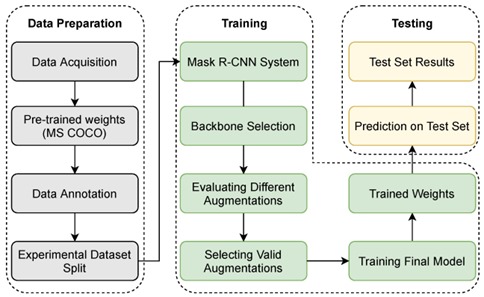 Data Preparation
Data Acquisition
Pre-trained weights
(MS COCO)
Data Annotation
Experimental Dataset
Split
Training
Mask R-CNN System
Backbone Selection
Evaluating Different
Augmentations
Selecting Valid
Augmentations
Testing
Test Set Results
Prediction on Test Set
Trained Weights
Training Final Model